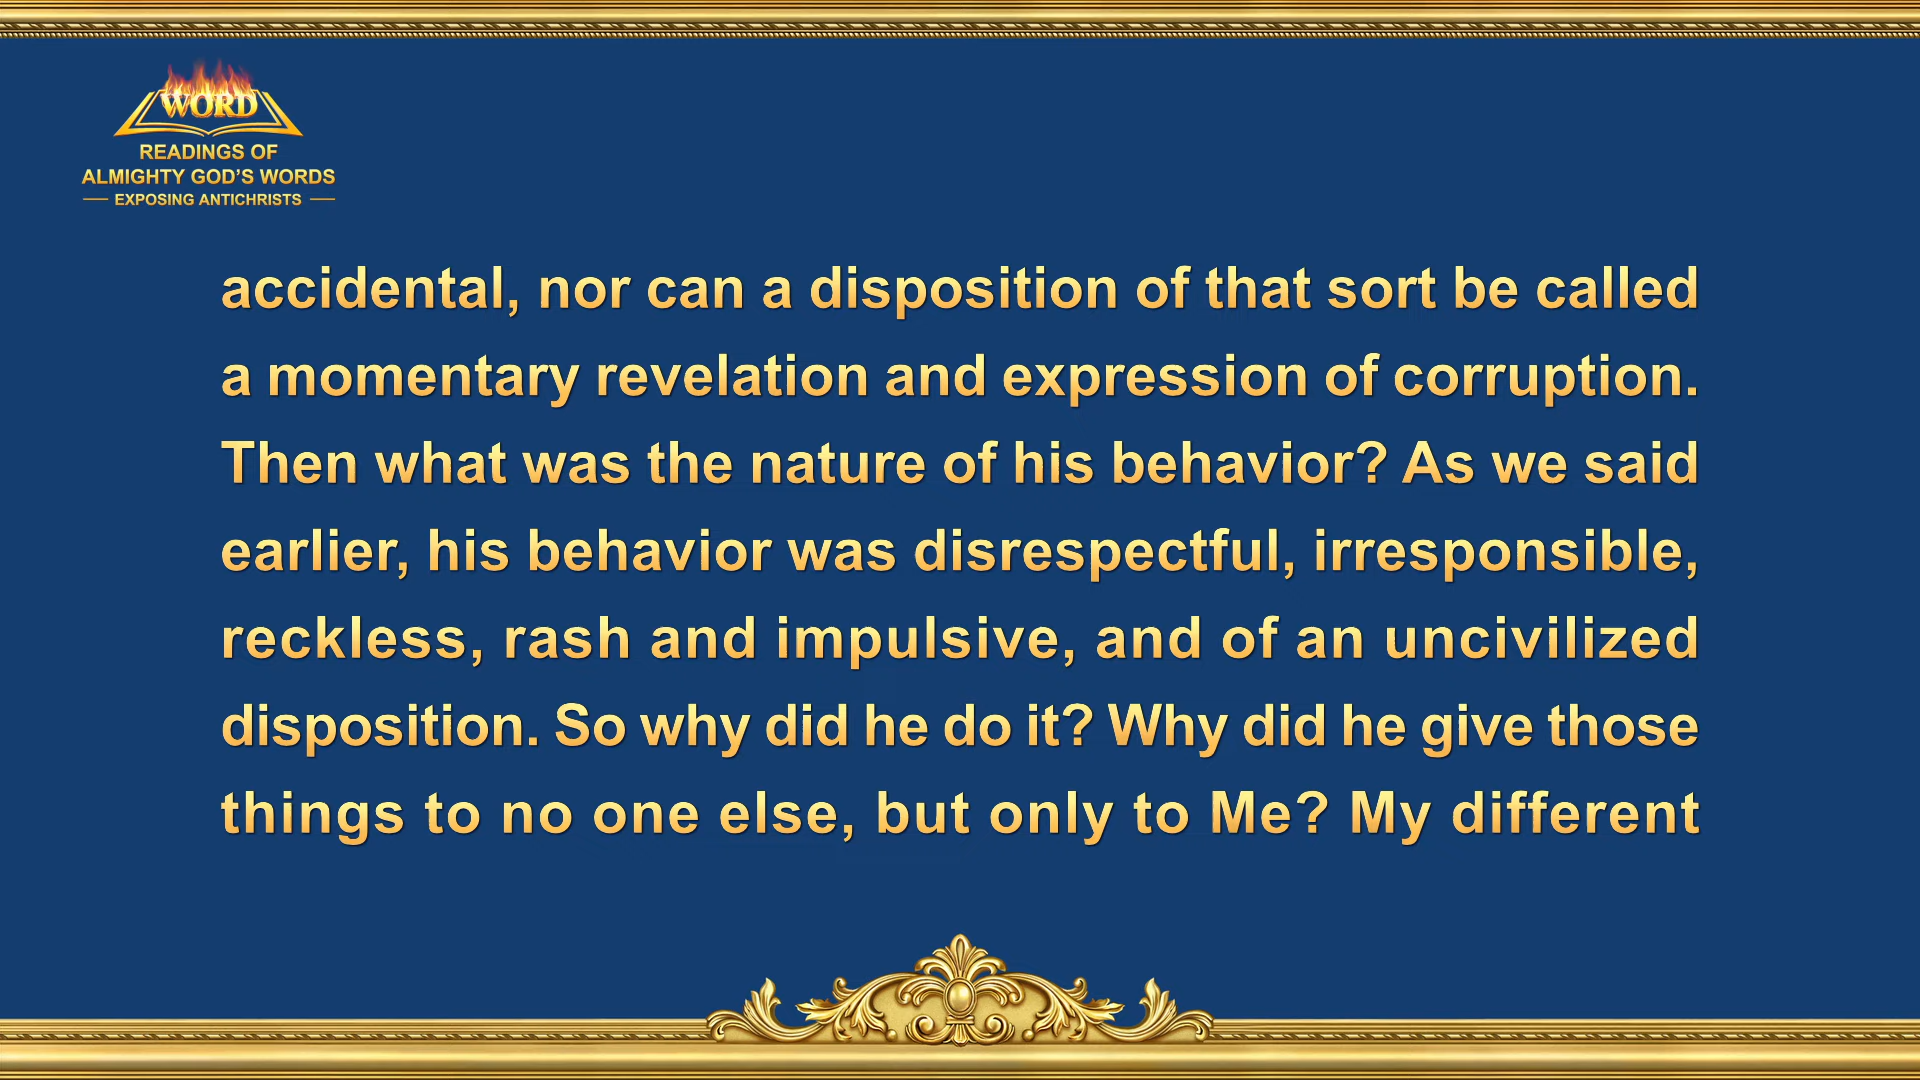 WORD
READINGS OF
ALMIGHTY GOD'S WORDS
EXPOSING ANTICHRISTS
accidental, nor can a disposition of that sort be called
a momentary revelation and expression of corruption.
Then what was the nature of his behavior? As we said
earlier, his behavior was disrespectful, irresponsible,
reckless, rash and impulsive, and of an uncivilized
disposition. So why did he do it? Why did he give those
things to no one else, but only to Me? My different